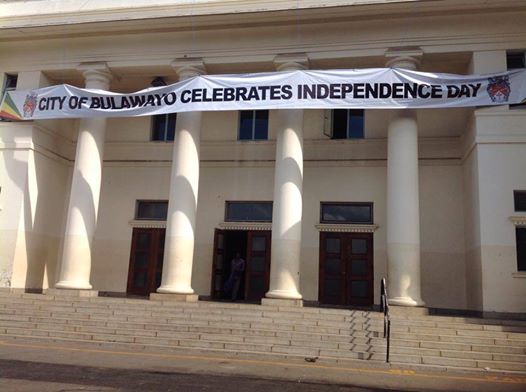 CITY OF BULAWAYO CELEBRATES INDEPENDENCE DAY